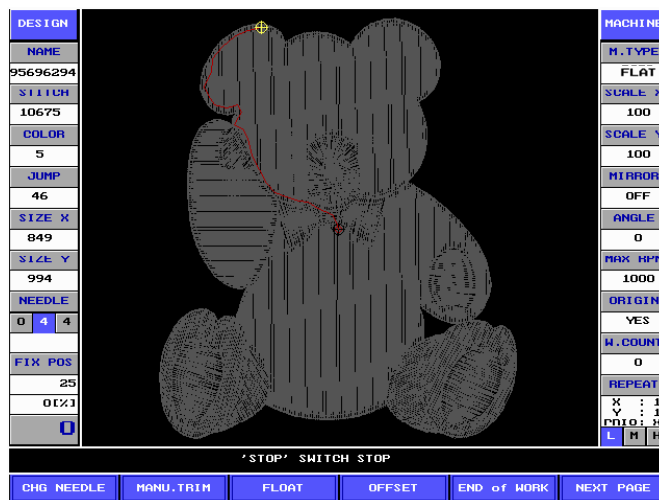 DESIGN
NAME
95696294
STITCH
10675
COLOR
5
JUMP
46
SIZE X
849
SIZE Y
994
NEEDLE
0 4 4
FIX POS
25
0[%]
0
MACHINE
M.TYPE
FLAT
SCALE X
100
SCALE Y
100
MIRROR
OFF
ANGLE
0
MAX RPM
1000
ORIGIN
YES
W.COUNT
0
REPEAT
X : 1
Y : 1
L M H
'STOP' SWITCH STOP
CHG NEEDLE MANU.TRIM FLOAT OFFSET END of WORK NEXT PAGE